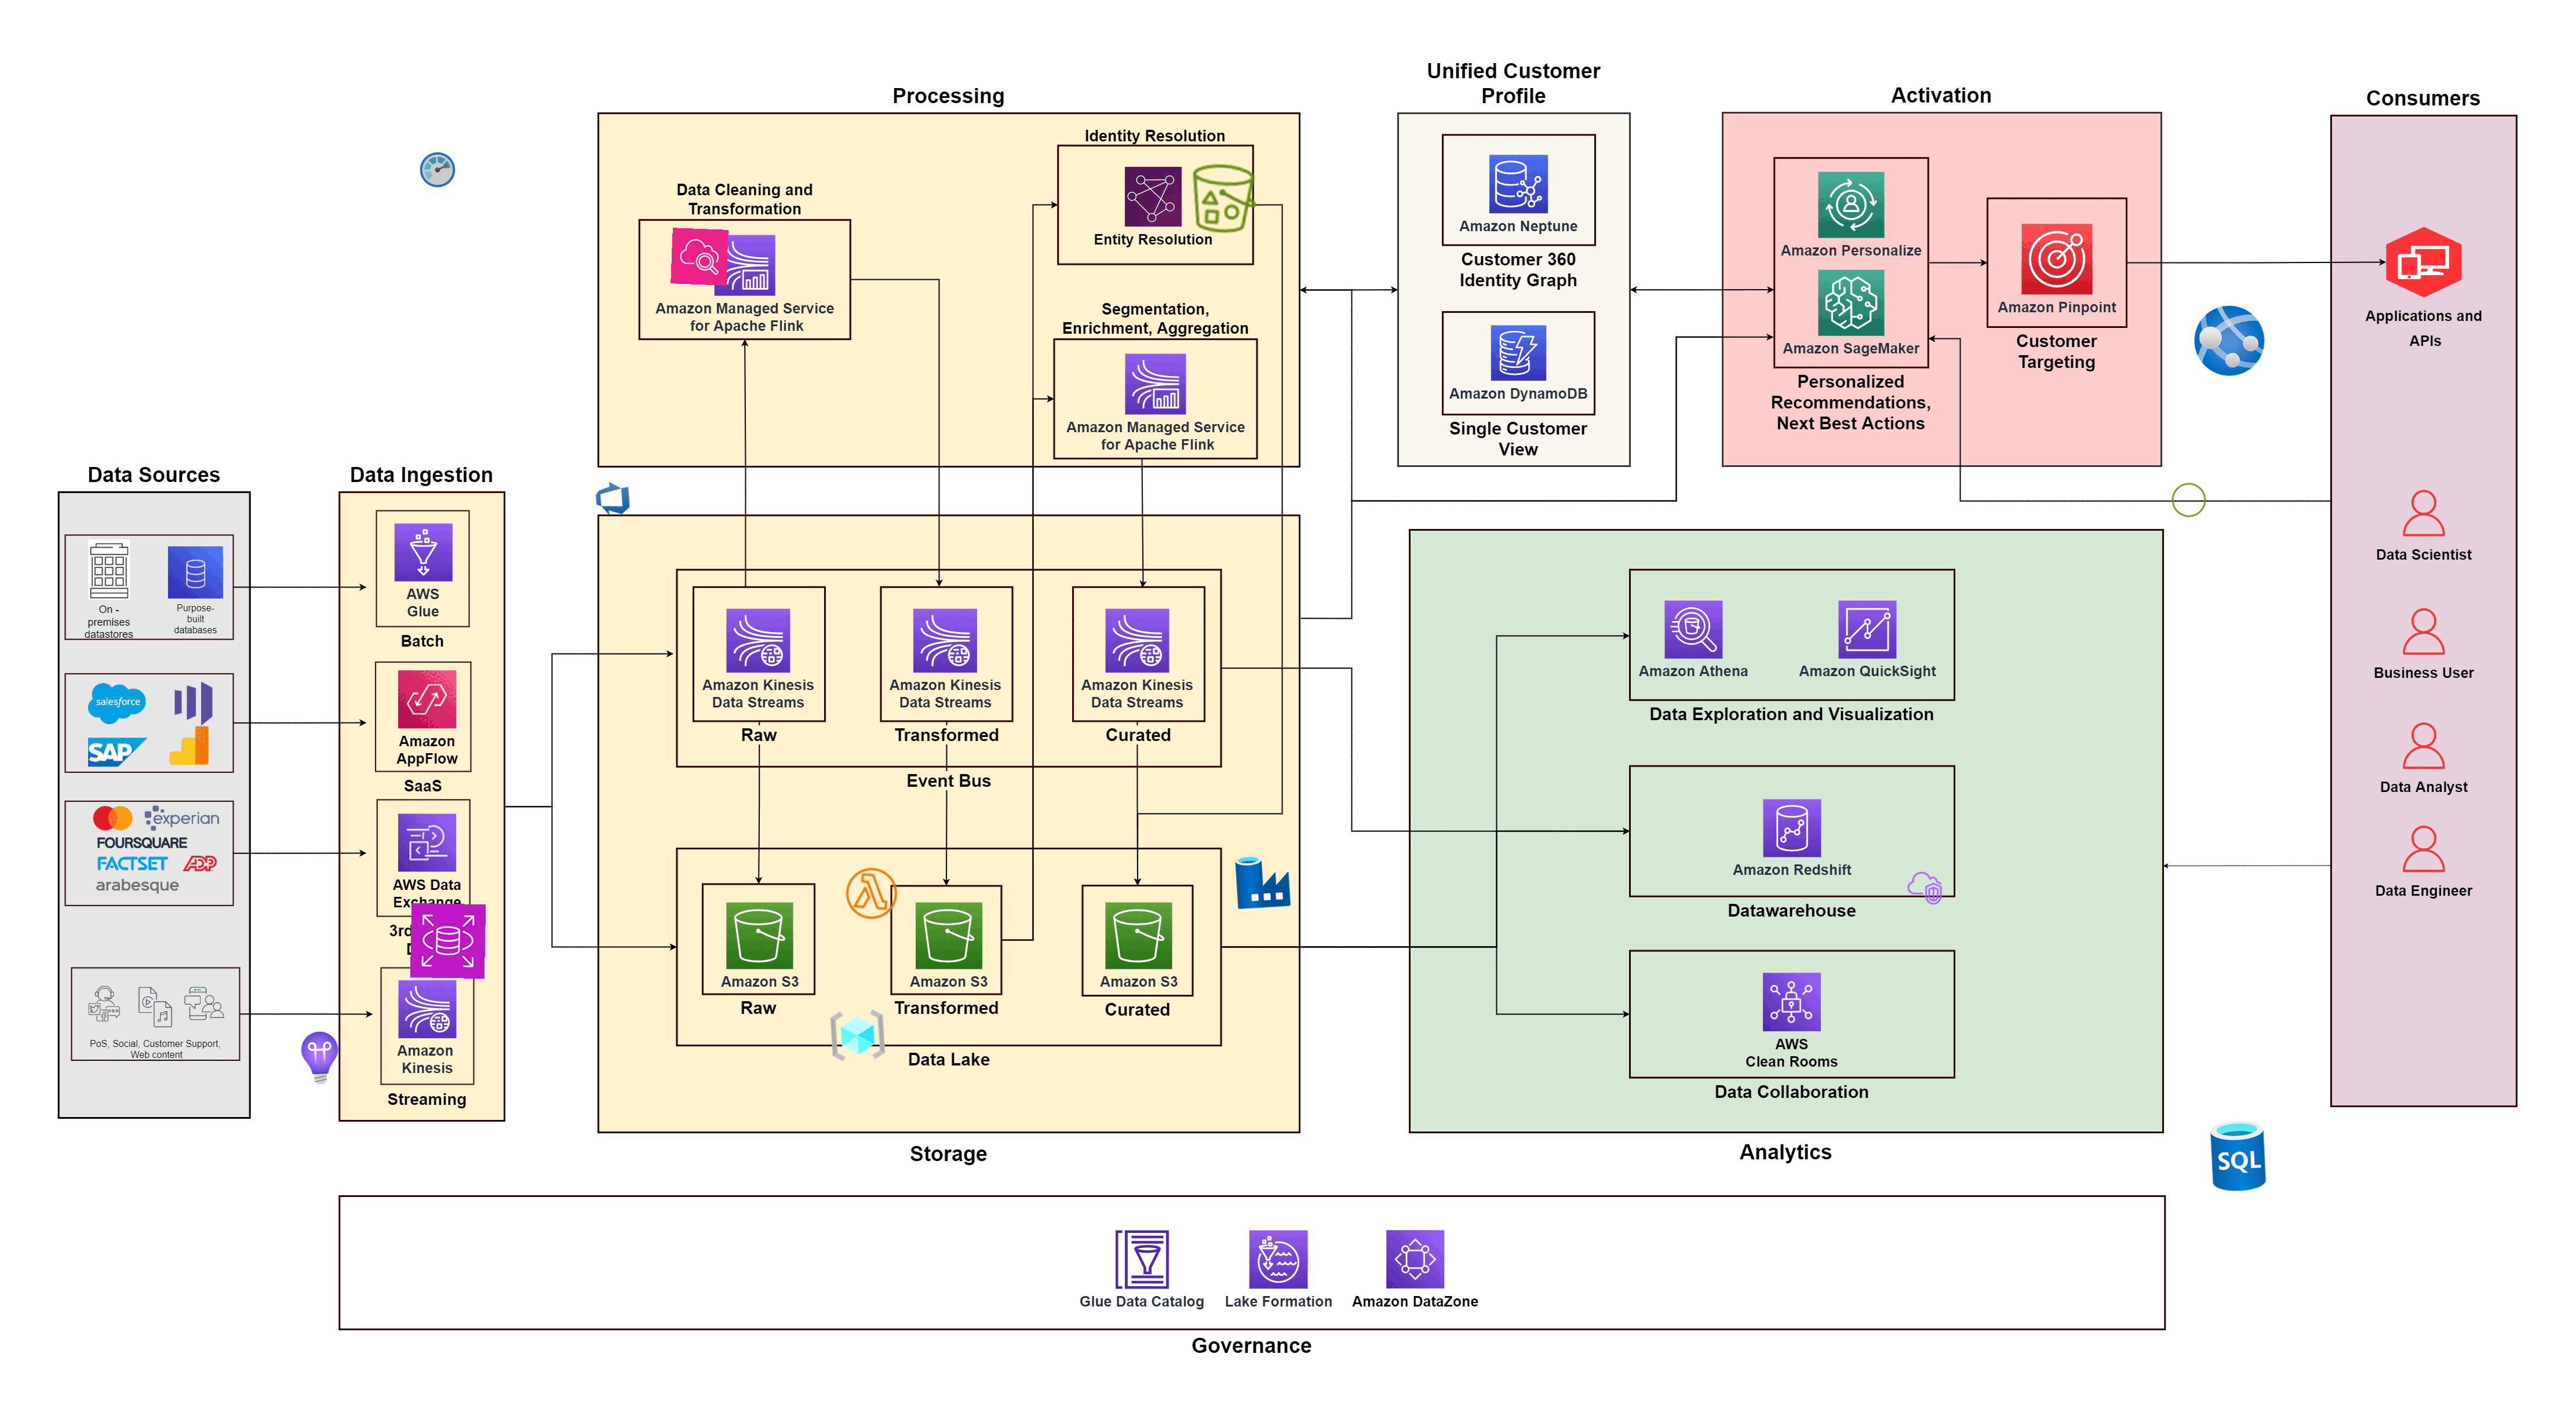 Unified Customer
Profile
Processing
Activation
Consumers
Identity Resolution
Entity Resolution
Data Cleaning and
Transformation
Amazon Managed Service
for Apache Flink
Segmentation,
Enrichment, Aggregation
Amazon Managed Service
for Apache Flink
Amazon Neptune
Customer 360
Identity Graph
Amazon DynamoDB
Single Customer
View
Amazon Personalize
Amazon SageMaker
Personalized
Recommendations,
Next Best Actions
Amazon Pinpoint
Customer
Targeting
Applications and
APIs
Data Scientist
Business User
Data Analyst
Data Engineer
Data Sources
On -
premises
datastores
Purpose-
built
databases
salesforce
SAP
experian
FOURSQUARE
FACTSET
ADP
arabesque
PoS, Social, Customer Support,
Web content
Data Ingestion
AWS
Glue
Batch
Amazon
AppFlow
SaaS
AWS Data
Exchange
3rd
Amazon
Kinesis
Streaming
Amazon Kinesis
Data Streams
Raw
Amazon Kinesis
Data Streams
Transformed
Amazon Kinesis
Data Streams
Curated
Event Bus
Amazon S3
Raw
Amazon S3
Transformed
Amazon S3
Curated
Data Lake
Storage
Amazon Athena
Amazon QuickSight
Data Exploration and Visualization
Amazon Redshift
Datawarehouse
AWS
Clean Rooms
Data Collaboration
Analytics
SQL
Glue Data Catalog
Lake Formation
Amazon DataZone
Governance